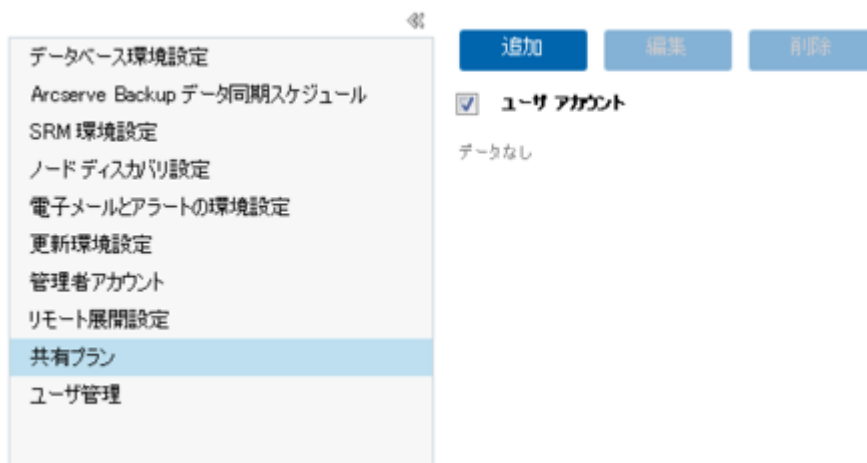 データベース環境設定
Arcserve Backup データ同期スケジュール
SRM 環境設定
ノード ディスカバリ設定
電子メールとアラートの環境設定
更新環境設定
管理者アカウント
リモート展開設定
共有プラン
ユーザ管理
追加 編集 削除
ユーザ アカウント
データなし